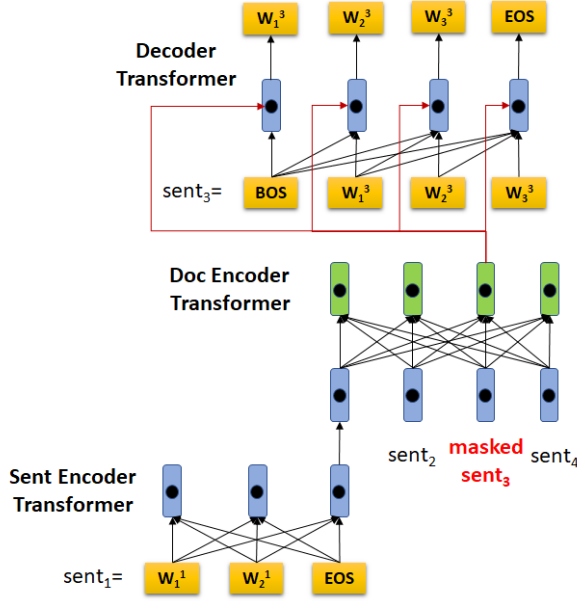 W₁³ W₂³ W₃³ EOS
Decoder
Transformer
sent₃= BOS W₁³ W₂³ W₃³
Doc Encoder
Transformer
sent₂ masked sent₄
sent₃
Sent Encoder
Transformer
sent₁= W₁¹ W₂¹ EOS